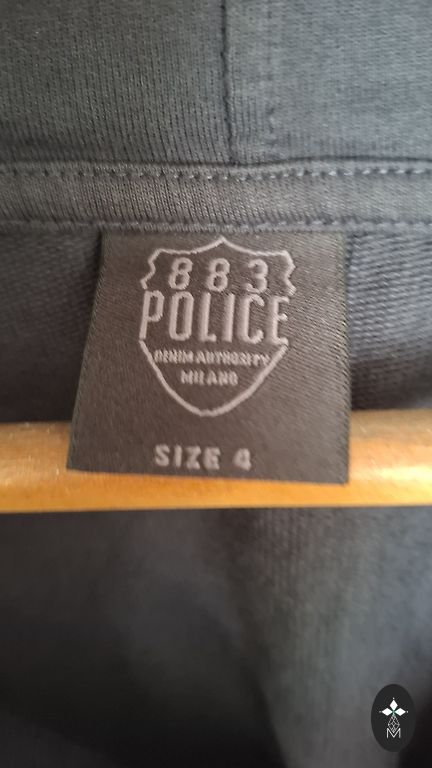 883
POLICE
DENIM AUTHORITY
MILANO
SIZE 4
M